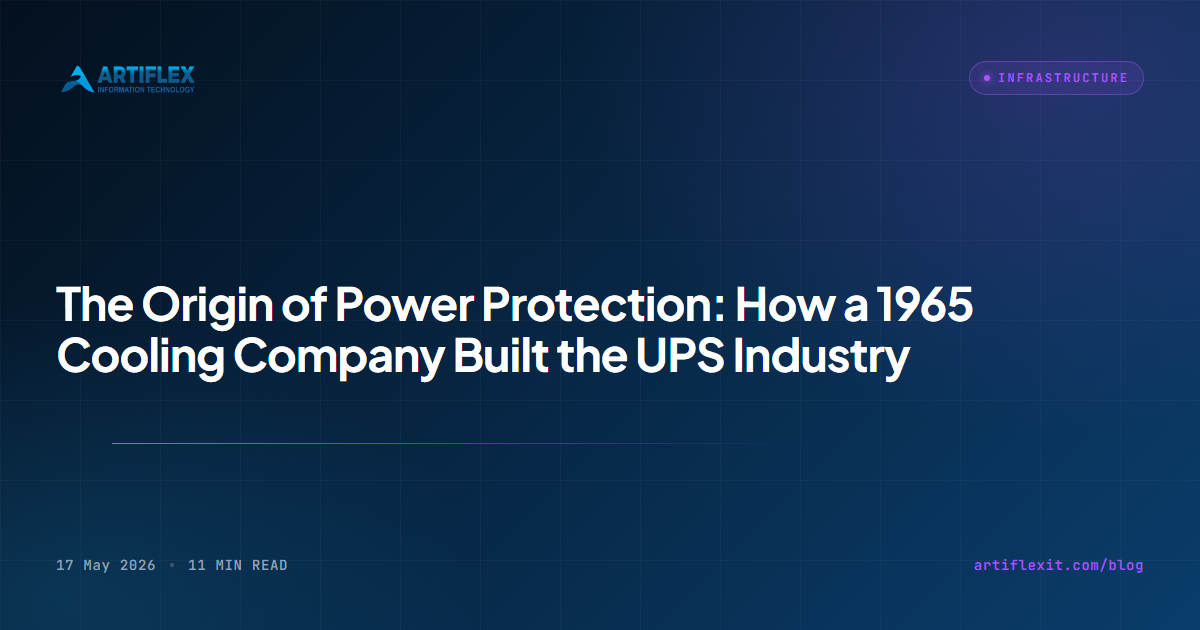 ARTIFLEX
INFORMATION TECHNOLOGY
INFRASTRUCTURE
The Origin of Power Protection: How a 1965
Cooling Company Built the UPS Industry
17 May 2026 • 11 MIN READ
artiflexit.com/blog